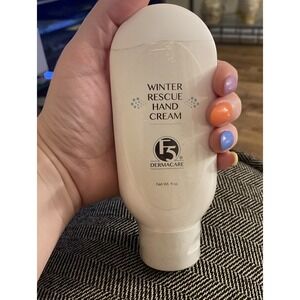 WINTER
RESCUE
HAND
CREAM
F5
DERMACARE